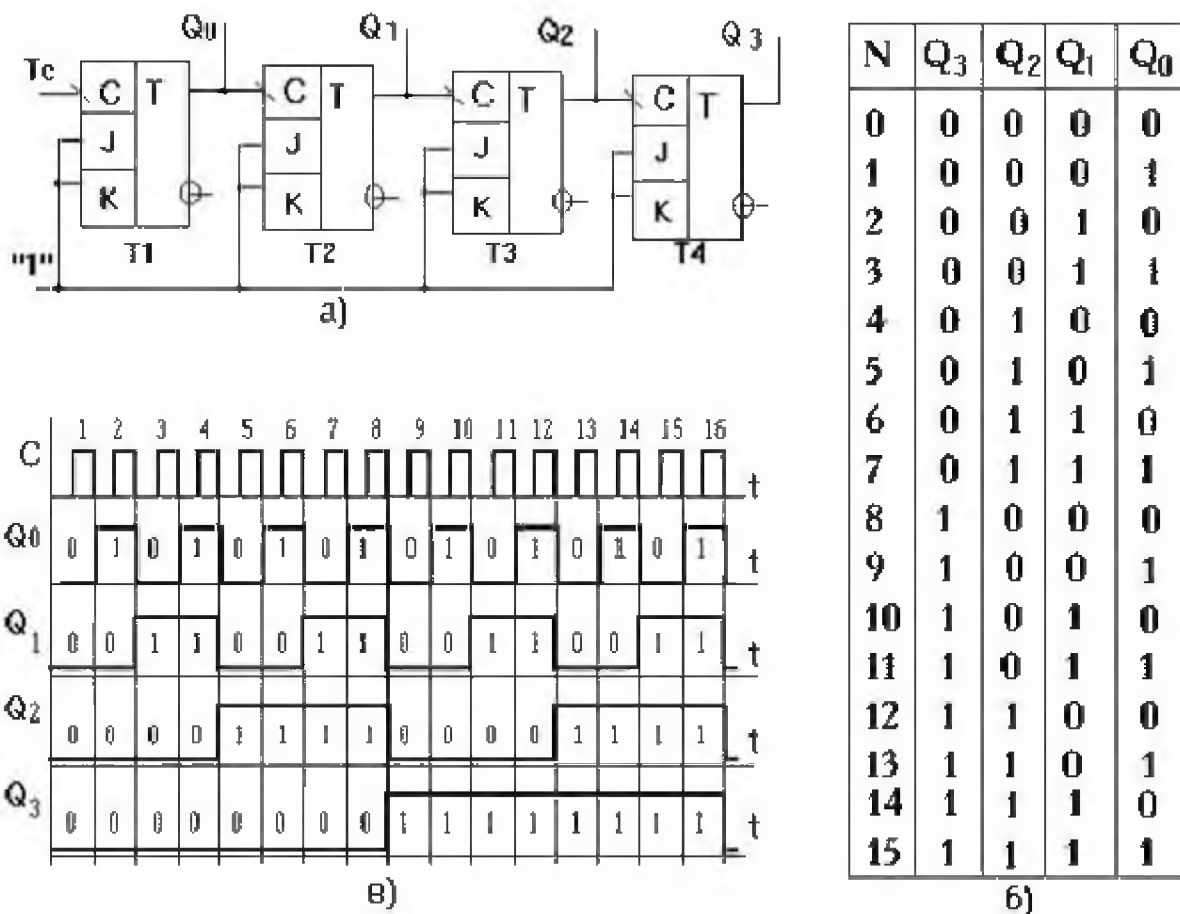 Q0 Q1 Q2 Q3
Tc C T C T C T C T
J J J J
K K K K
T1 T2 T3 T4
"1"
а)
1 2 3 4 5 6 7 8 9 10 11 12 13 14 15 16
C t
Q0 0 1 0 1 0 1 0 1 0 1 0 1 0 1 0 1 t
Q1 0 0 1 1 0 0 1 1 0 0 1 1 0 0 1 1 t
Q2 0 0 0 0 1 1 1 1 0 0 0 0 1 1 1 1 t
Q3 0 0 0 0 0 0 0 0 1 1 1 1 1 1 1 1 t
в)
N Q3 Q2 Q1 Q0
0 0 0 0 0
1 0 0 0 1
2 0 0 1 0
3 0 0 1 1
4 0 1 0 0
5 0 1 0 1
6 0 1 1 0
7 0 1 1 1
8 1 0 0 0
9 1 0 0 1
10 1 0 1 0
11 1 0 1 1
12 1 1 0 0
13 1 1 0 1
14 1 1 1 0
15 1 1 1 1
б)